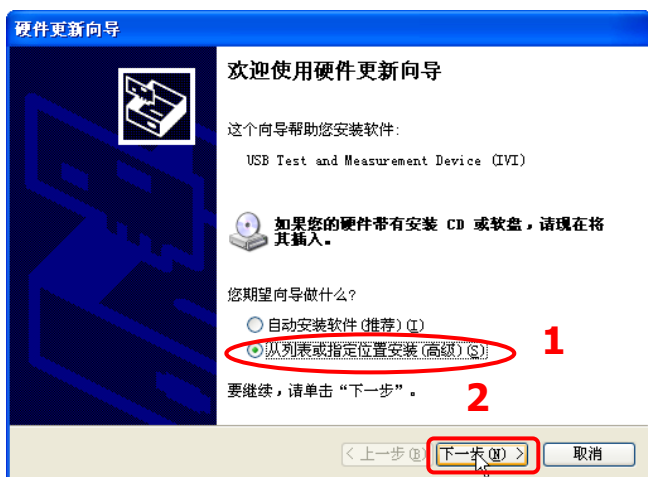 硬件更新向导
欢迎使用硬件更新向导
这个向导帮助您安装软件:
USB Test and Measurement Device (IVI)
如果您的硬件带有安装 CD 或软盘，请现在将
其插入。
您期望向导做什么?
自动安装软件(推荐)(I)
从列表或指定位置安装(高级)(S)
1
要继续，请单击“下一步”。
2
< 上一步(B)
下一步(N) >
取消